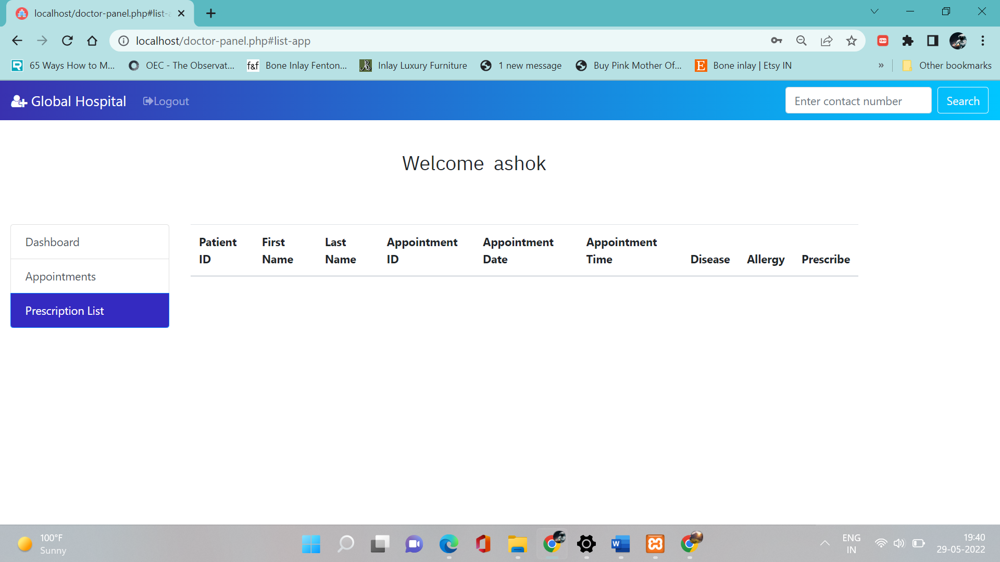 localhost/doctor-panel.php#list-a
localhost/doctor-panel.php#list-app
65 Ways How to M...
OEC - The Observat...
f&f Bone Inlay Fenton...
Inlay Luxury Furniture
1 new message
Buy Pink Mother Of...
E Bone inlay | Etsy IN
»
Other bookmarks
Global Hospital
Logout
Enter contact number
Search
Welcome ashok
Dashboard
Appointments
Prescription List
Patient ID
First Name
Last Name
Appointment ID
Appointment Date
Appointment Time
Disease
Allergy
Prescribe
100°F
Sunny
ENG
IN
19:40
29-05-2022